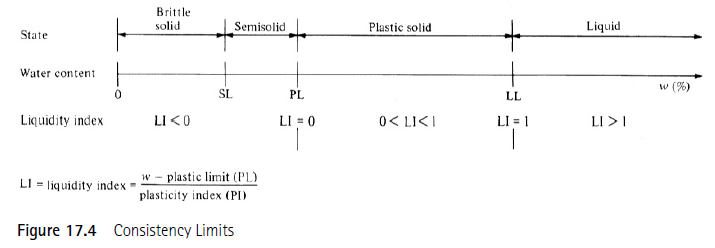 Brittle
solid
State
Semisolid
Plastic solid
Liquid
Water content
0
SL
PL
LL
w (%)
Liquidity index
LI < 0
LI = 0
0 < LI < 1
LI = 1
LI > 1
LI = liquidity index = w − plastic limit (PL)
plasticity index (PI)
Figure 17.4 Consistency Limits